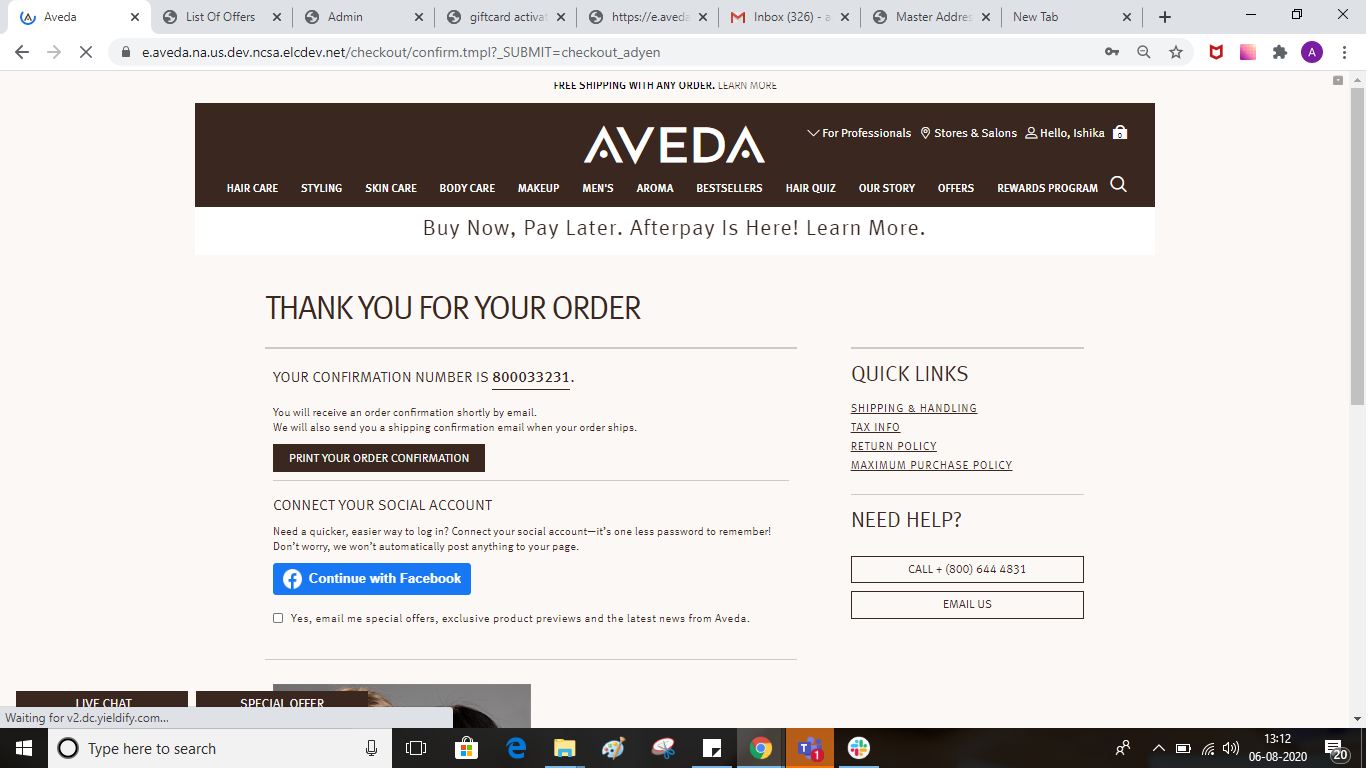 Aveda
List Of Offers
Admin
giftcard activat
https://e.aveda
Inbox (326) - a
Master Addres
New Tab
e.aveda.na.us.dev.ncsa.elcdev.net/checkout/confirm.tmpl?_SUBMIT=checkout_adyen
A
FREE SHIPPING WITH ANY ORDER. LEARN MORE
AVEDA
For Professionals
Stores & Salons
Hello, Ishika
0
HAIR CARE
STYLING
SKIN CARE
BODY CARE
MAKEUP
MEN'S
AROMA
BESTSELLERS
HAIR QUIZ
OUR STORY
OFFERS
REWARDS PROGRAM
Buy Now, Pay Later. Afterpay Is Here! Learn More.
THANK YOU FOR YOUR ORDER
YOUR CONFIRMATION NUMBER IS 800033231.
You will receive an order confirmation shortly by email.
We will also send you a shipping confirmation email when your order ships.
PRINT YOUR ORDER CONFIRMATION
CONNECT YOUR SOCIAL ACCOUNT
Need a quicker, easier way to log in? Connect your social account—it's one less password to remember!
Don't worry, we won't automatically post anything to your page.
Continue with Facebook
Yes, email me special offers, exclusive product previews and the latest news from Aveda.
QUICK LINKS
SHIPPING & HANDLING
TAX INFO
RETURN POLICY
MAXIMUM PURCHASE POLICY
NEED HELP?
CALL + (800) 644 4831
EMAIL US
LIVE CHAT
SPECIAL OFFER
Waiting for v2.dc.yieldify.com...
Type here to search
1
13:12
06-08-2020
20